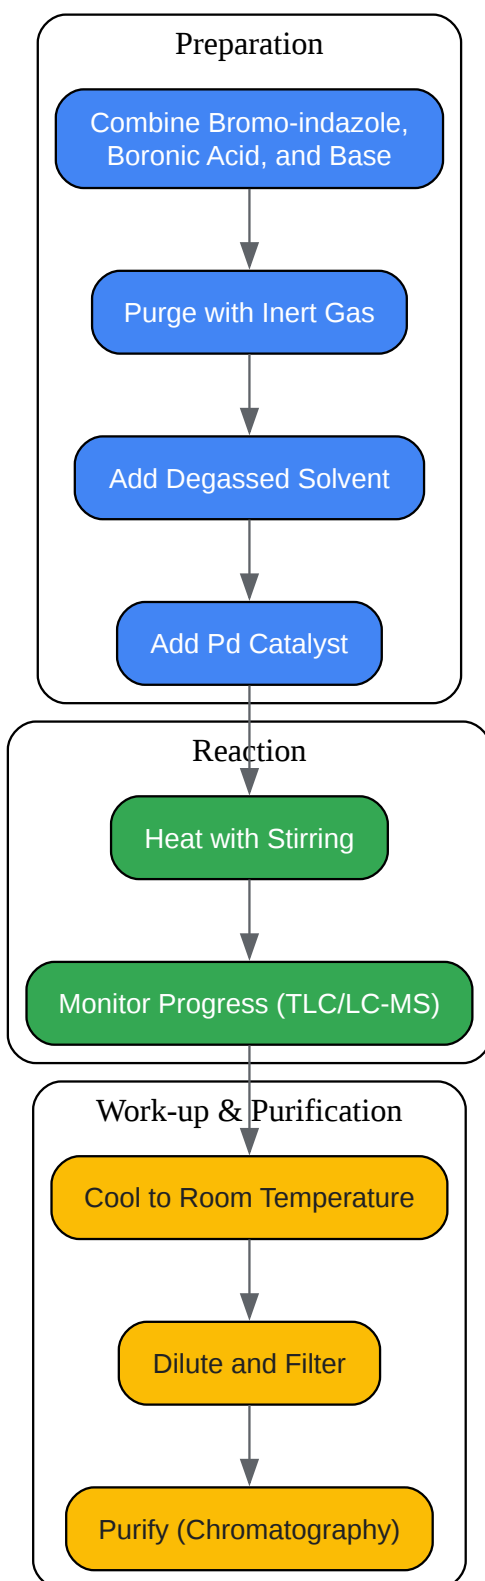 Preparation
Combine Bromo-indazole,
Boronic Acid, and Base
Purge with Inert Gas
Add Degassed Solvent
Add Pd Catalyst
Reaction
Heat with Stirring
Monitor Progress (TLC/LC-MS)
Work-up & Purification
Cool to Room Temperature
Dilute and Filter
Purify (Chromatography)